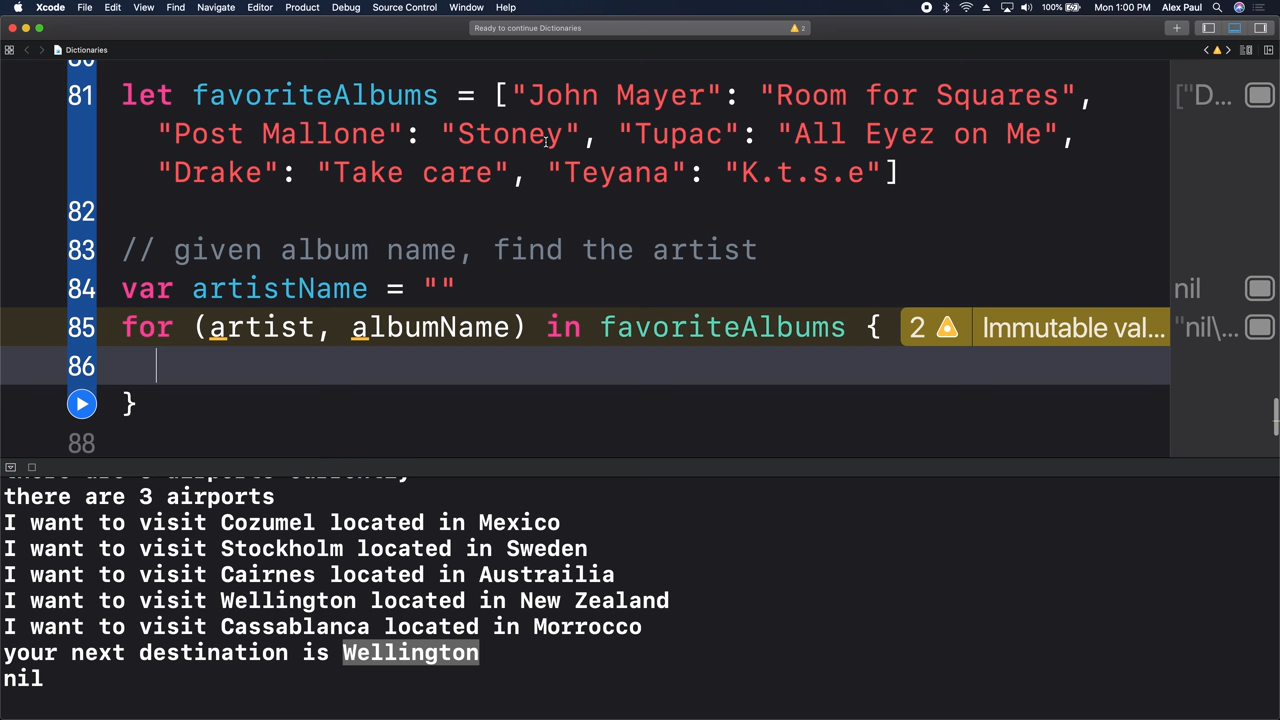 Xcode File Edit View Find Navigate Editor Product Debug Source Control Window Help 100% Mon 1:00 PM Alex Paul
Ready to continue Dictionaries 2
Dictionaries
81 let favoriteAlbums = ["John Mayer": "Room for Squares", ["D...
"Post Mallone": "Stoney", "Tupac": "All Eyez on Me",
"Drake": "Take care", "Teyana": "K.t.s.e"]
82
83 // given album name, find the artist
84 var artistName = "" nil
85 for (artist, albumName) in favoriteAlbums { 2 Immutable val... "nil\...
86
}
88
there are 3 airports
I want to visit Cozumel located in Mexico
I want to visit Stockholm located in Sweden
I want to visit Cairnes located in Austrailia
I want to visit Wellington located in New Zealand
I want to visit Cassablanca located in Morrocco
your next destination is Wellington
nil